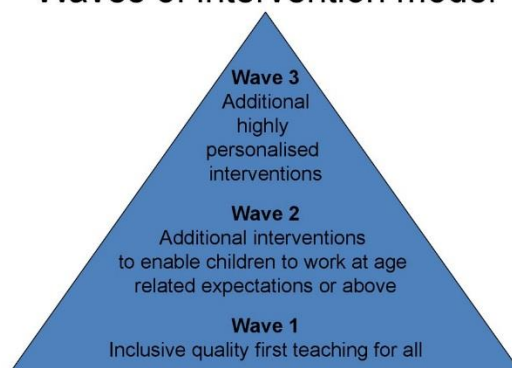 Waves of intervention model
Wave 3
Additional
highly
personalised
interventions
Wave 2
Additional interventions
to enable children to work at age
related expectations or above
Wave 1
Inclusive quality first teaching for all